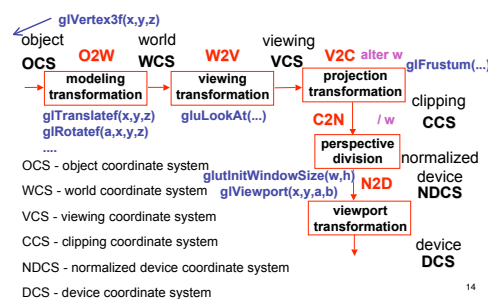 glVertex3f(x,y,z)
object
O2W
world
W2V
viewing
V2C
alter w
OCS
WCS
VCS
glFrustum(...)
modeling
transformation
viewing
transformation
projection
transformation
glTranslatef(x,y,z)
glRotatef(a,x,y,z)
....
gluLookAt(...)
clipping
CCS
C2N
/ w
perspective
division
normalized
device
NDCS
glutInitWindowSize(w,h)
glViewport(x,y,a,b)
N2D
viewport
transformation
device
DCS
OCS - object coordinate system
WCS - world coordinate system
VCS - viewing coordinate system
CCS - clipping coordinate system
NDCS - normalized device coordinate system
DCS - device coordinate system
14